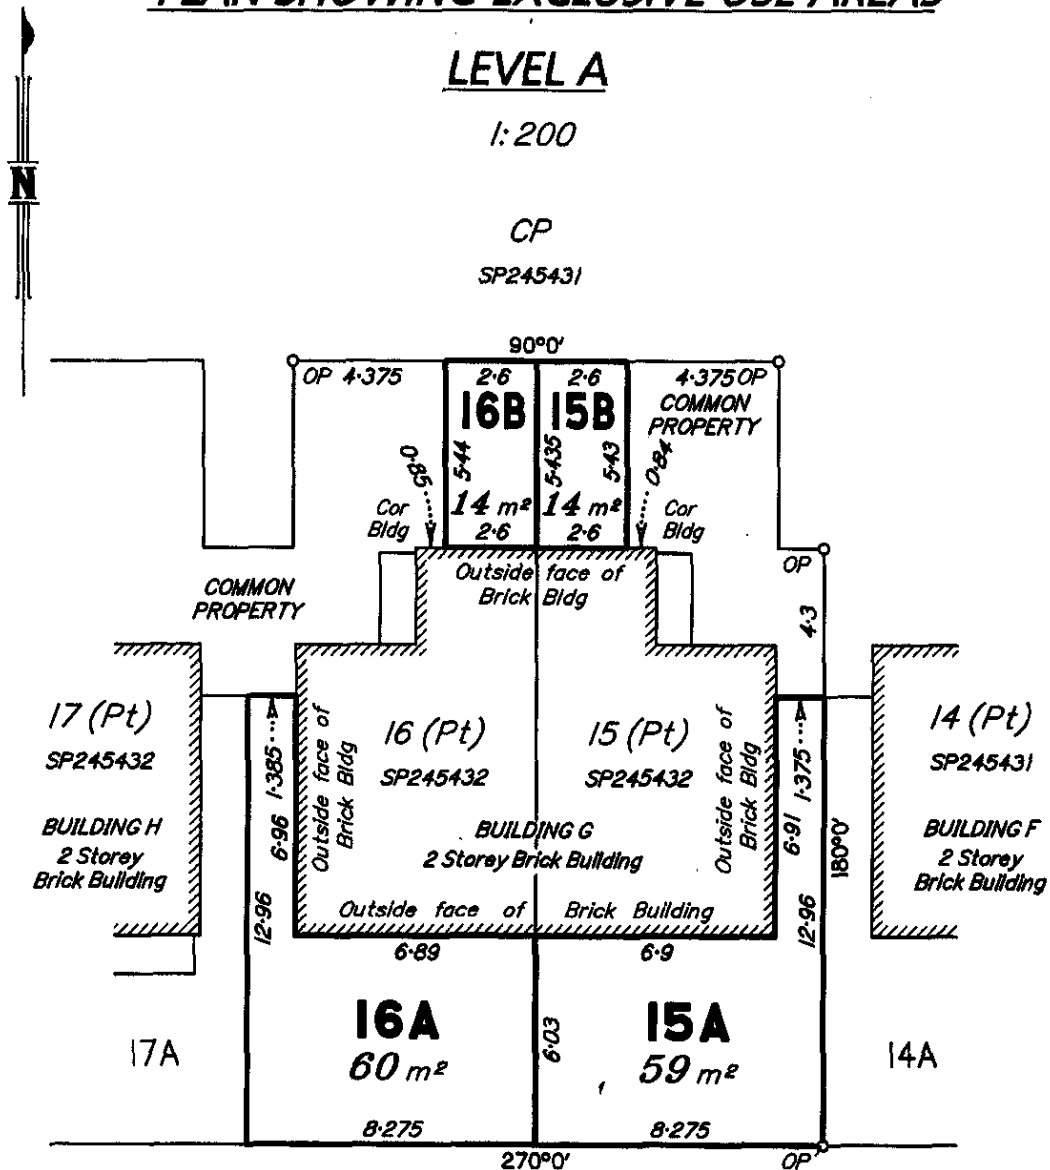 PLAN SHOWING EXCLUSIVE USE AREAS
LEVEL A
1:200
N
CP
SP245431
90°0'
OP 4·375
2·6
2·6
4·375 OP
16B
15B
COMMON
PROPERTY
0·85
5·44
5·435
5·43
0·84
14 m²
14 m²
Cor
Bldg
2·6
2·6
Cor
Bldg
Outside face of
Brick Bldg
OP
COMMON
PROPERTY
4·3
17 (Pt)
SP245432
BUILDING H
2 Storey
Brick Building
6·96
1·385
12·96
Outside face of
Brick Bldg
16 (Pt)
SP245432
15 (Pt)
SP245432
BUILDING G
2 Storey Brick Building
Outside face of
Brick Bldg
6·91
1·375
12·96
180°0'
14 (Pt)
SP245431
BUILDING F
2 Storey
Brick Building
Outside face of Brick Building
6·89
6·9
17A
16A
60 m²
6·03
15A
59 m²
14A
8·275
8·275
270°0'
OP